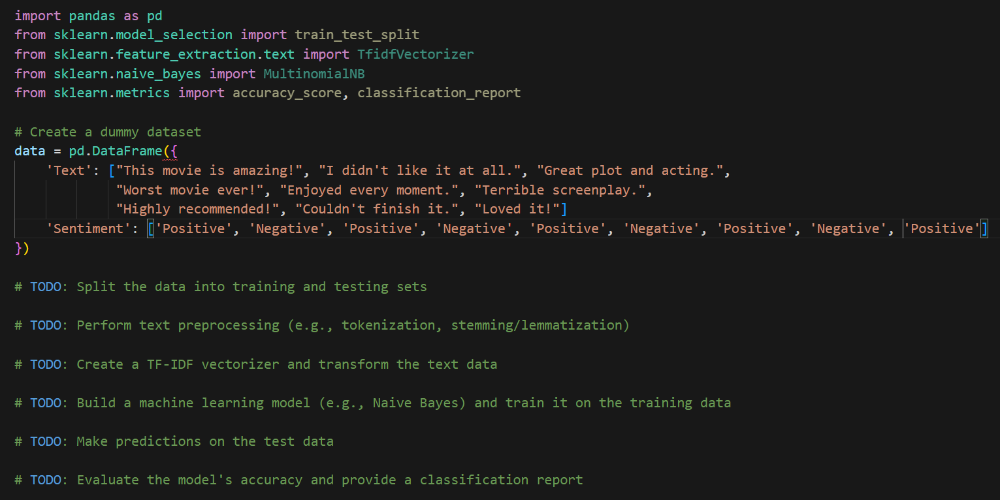 import pandas as pd
from sklearn.model_selection import train_test_split
from sklearn.feature_extraction.text import TfidfVectorizer
from sklearn.naive_bayes import MultinomialNB
from sklearn.metrics import accuracy_score, classification_report

# Create a dummy dataset
data = pd.DataFrame({
    'Text': ["This movie is amazing!", "I didn't like it at all.", "Great plot and acting.",
             "Worst movie ever!", "Enjoyed every moment.", "Terrible screenplay.",
             "Highly recommended!", "Couldn't finish it.", "Loved it!"]
    'Sentiment': ['Positive', 'Negative', 'Positive', 'Negative', 'Positive', 'Negative', 'Positive', 'Negative', 'Positive']
})

# TODO: Split the data into training and testing sets

# TODO: Perform text preprocessing (e.g., tokenization, stemming/lemmatization)

# TODO: Create a TF-IDF vectorizer and transform the text data

# TODO: Build a machine learning model (e.g., Naive Bayes) and train it on the training data

# TODO: Make predictions on the test data

# TODO: Evaluate the model's accuracy and provide a classification report